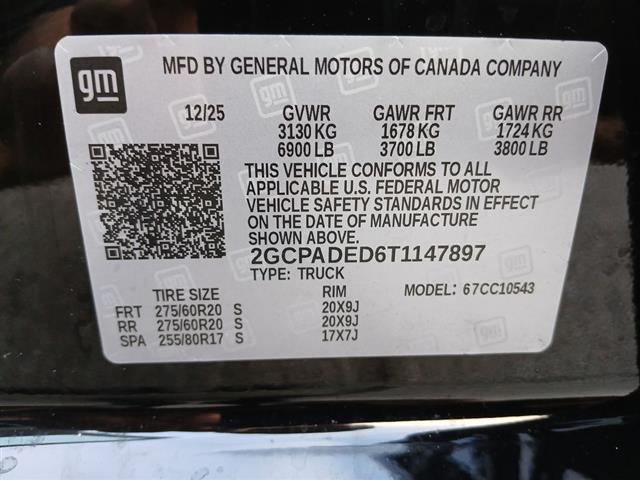 gm
MFD BY GENERAL MOTORS OF CANADA COMPANY
12/25 GVWR GAWR FRT GAWR RR
3130 KG 1678 KG 1724 KG
6900 LB 3700 LB 3800 LB
THIS VEHICLE CONFORMS TO ALL
APPLICABLE U.S. FEDERAL MOTOR
VEHICLE SAFETY STANDARDS IN EFFECT
ON THE DATE OF MANUFACTURE
SHOWN ABOVE.
2GCPADED6T1147897
TYPE: TRUCK
TIRE SIZE RIM MODEL: 67CC10543
FRT 275/60R20 S 20X9J
RR 275/60R20 S 20X9J
SPA 255/80R17 S 17X7J